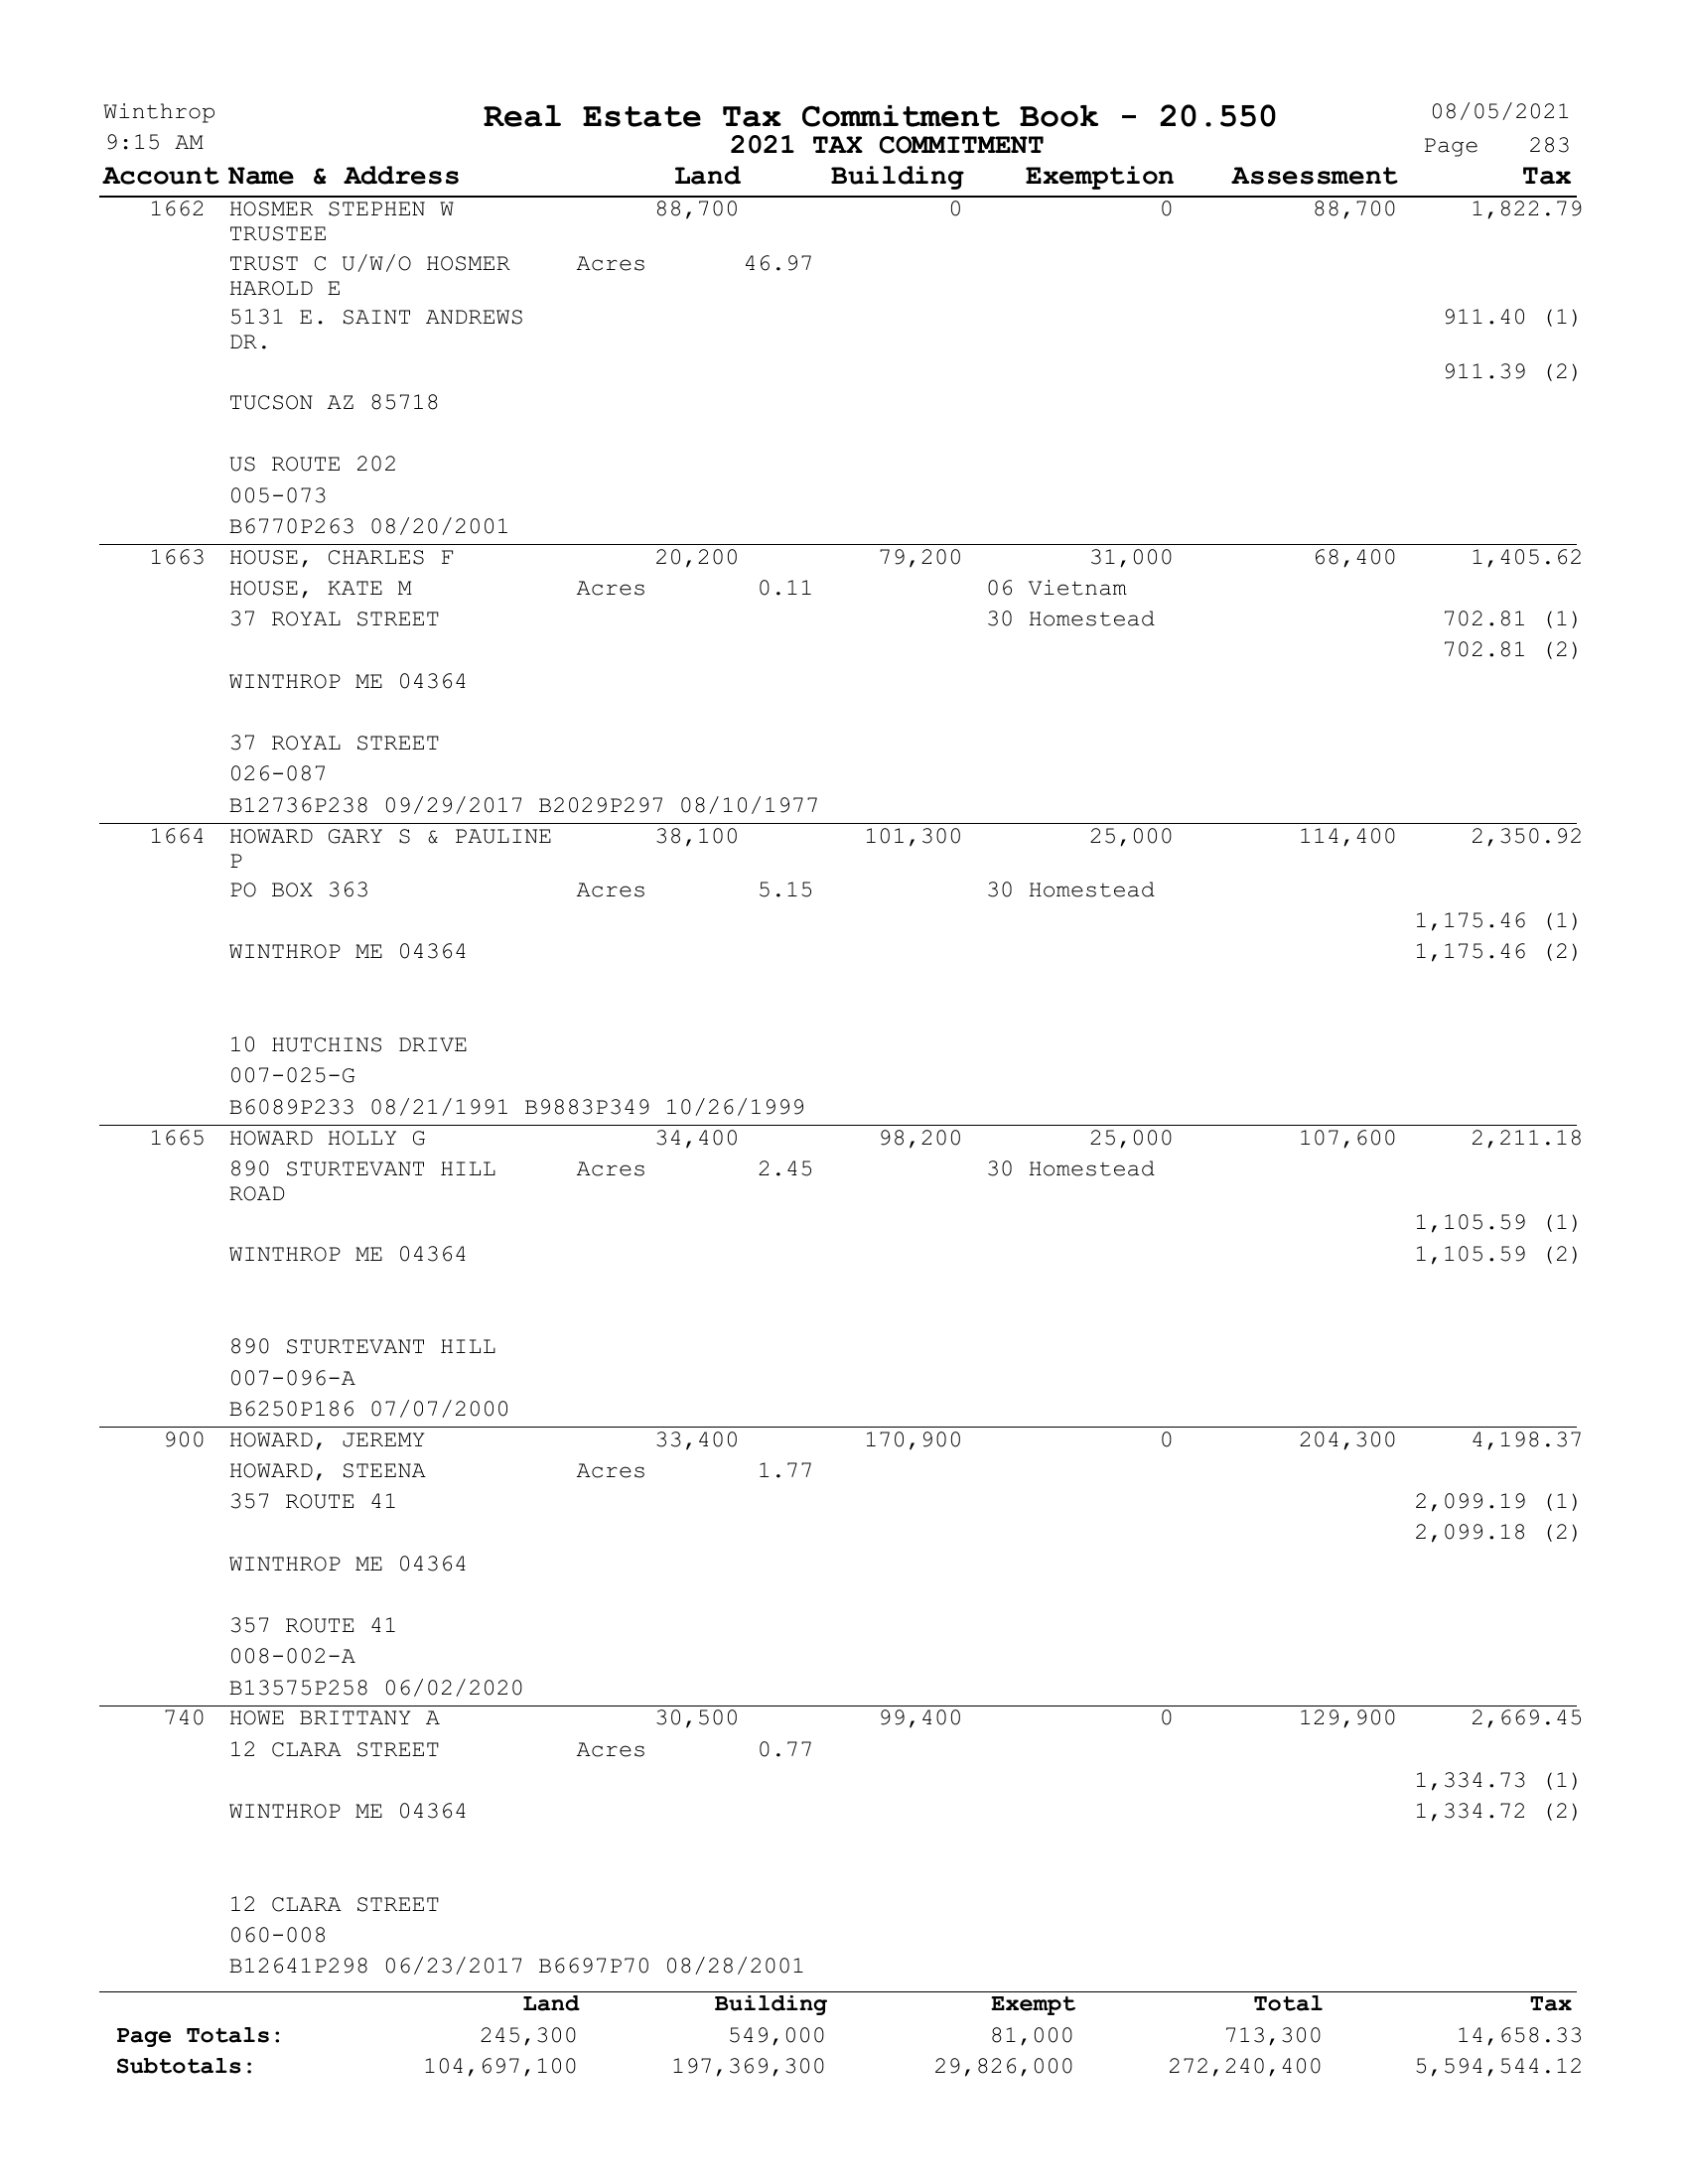 Winthrop Real Estate Tax Commitment Book - 20.550 08/05/2021
9:15 AM 2021 TAX COMMITMENT Page 283
Account Name & Address Land Building Exemption Assessment Tax
1662 HOSMER STEPHEN W 88,700 0 0 88,700 1,822.79
TRUSTEE
TRUST C U/W/O HOSMER Acres 46.97
HAROLD E
5131 E. SAINT ANDREWS 911.40 (1)
DR.
911.39 (2)
TUCSON AZ 85718
US ROUTE 202
005-073
B6770P263 08/20/2001
1663 HOUSE, CHARLES F 20,200 79,200 31,000 68,400 1,405.62
HOUSE, KATE M Acres 0.11 06 Vietnam
37 ROYAL STREET 30 Homestead 702.81 (1)
702.81 (2)
WINTHROP ME 04364
37 ROYAL STREET
026-087
B12736P238 09/29/2017 B2029P297 08/10/1977
1664 HOWARD GARY S & PAULINE 38,100 101,300 25,000 114,400 2,350.92
P
PO BOX 363 Acres 5.15 30 Homestead
1,175.46 (1)
WINTHROP ME 04364 1,175.46 (2)
10 HUTCHINS DRIVE
007-025-G
B6089P233 08/21/1991 B9883P349 10/26/1999
1665 HOWARD HOLLY G 34,400 98,200 25,000 107,600 2,211.18
890 STURTEVANT HILL Acres 2.45 30 Homestead
ROAD
1,105.59 (1)
WINTHROP ME 04364 1,105.59 (2)
890 STURTEVANT HILL
007-096-A
B6250P186 07/07/2000
900 HOWARD, JEREMY 33,400 170,900 0 204,300 4,198.37
HOWARD, STEENA Acres 1.77
357 ROUTE 41 2,099.19 (1)
2,099.18 (2)
WINTHROP ME 04364
357 ROUTE 41
008-002-A
B13575P258 06/02/2020
740 HOWE BRITTANY A 30,500 99,400 0 129,900 2,669.45
12 CLARA STREET Acres 0.77
1,334.73 (1)
WINTHROP ME 04364 1,334.72 (2)
12 CLARA STREET
060-008
B12641P298 06/23/2017 B6697P70 08/28/2001
Land Building Exempt Total Tax
Page Totals: 245,300 549,000 81,000 713,300 14,658.33
Subtotals: 104,697,100 197,369,300 29,826,000 272,240,400 5,594,544.12